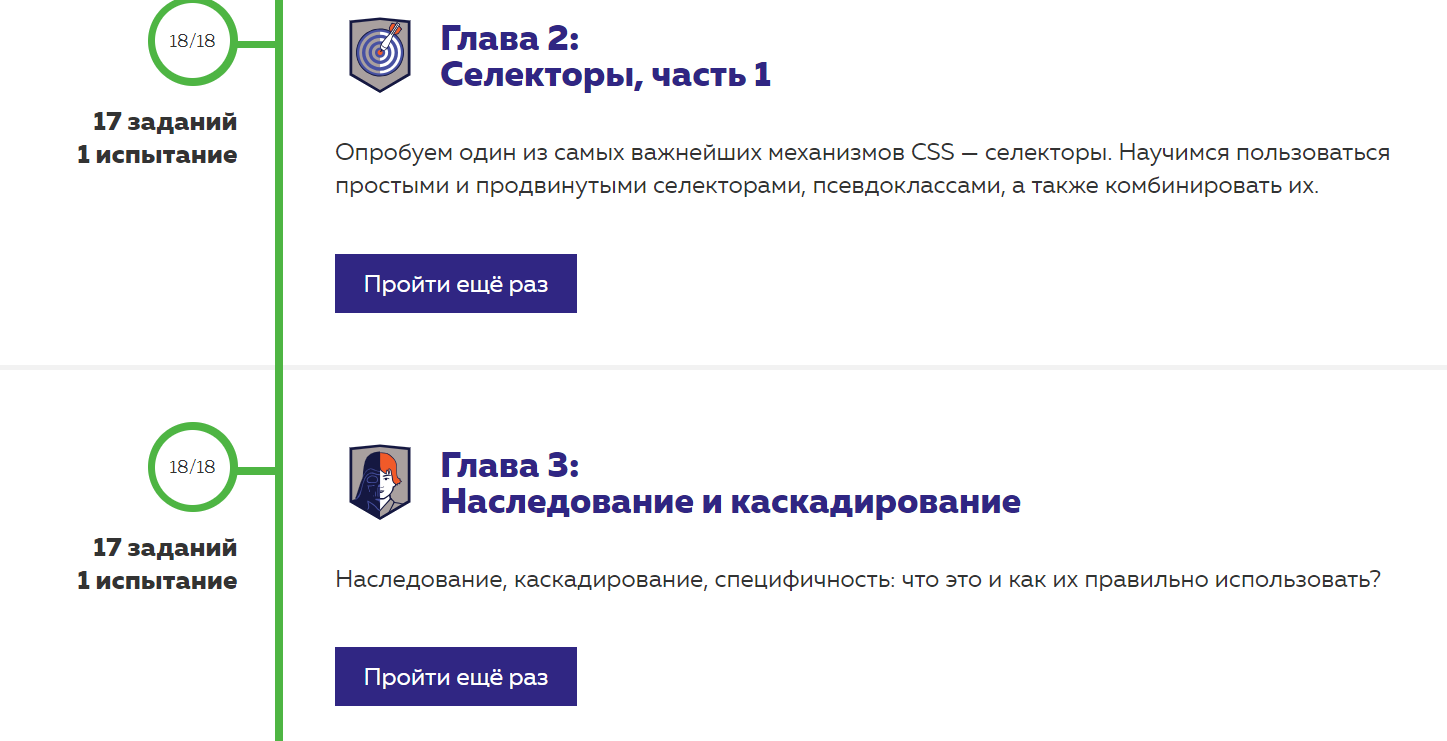 18/18
17 заданий
1 испытание
Глава 2:
Селекторы, часть 1
Опробуем один из самых важнейших механизмов CSS — селекторы. Научимся пользоваться
простыми и продвинутыми селекторами, псевдоклассами, а также комбинировать их.
Пройти ещё раз
18/18
17 заданий
1 испытание
Глава 3:
Наследование и каскадирование
Наследование, каскадирование, специфичность: что это и как их правильно использовать?
Пройти ещё раз